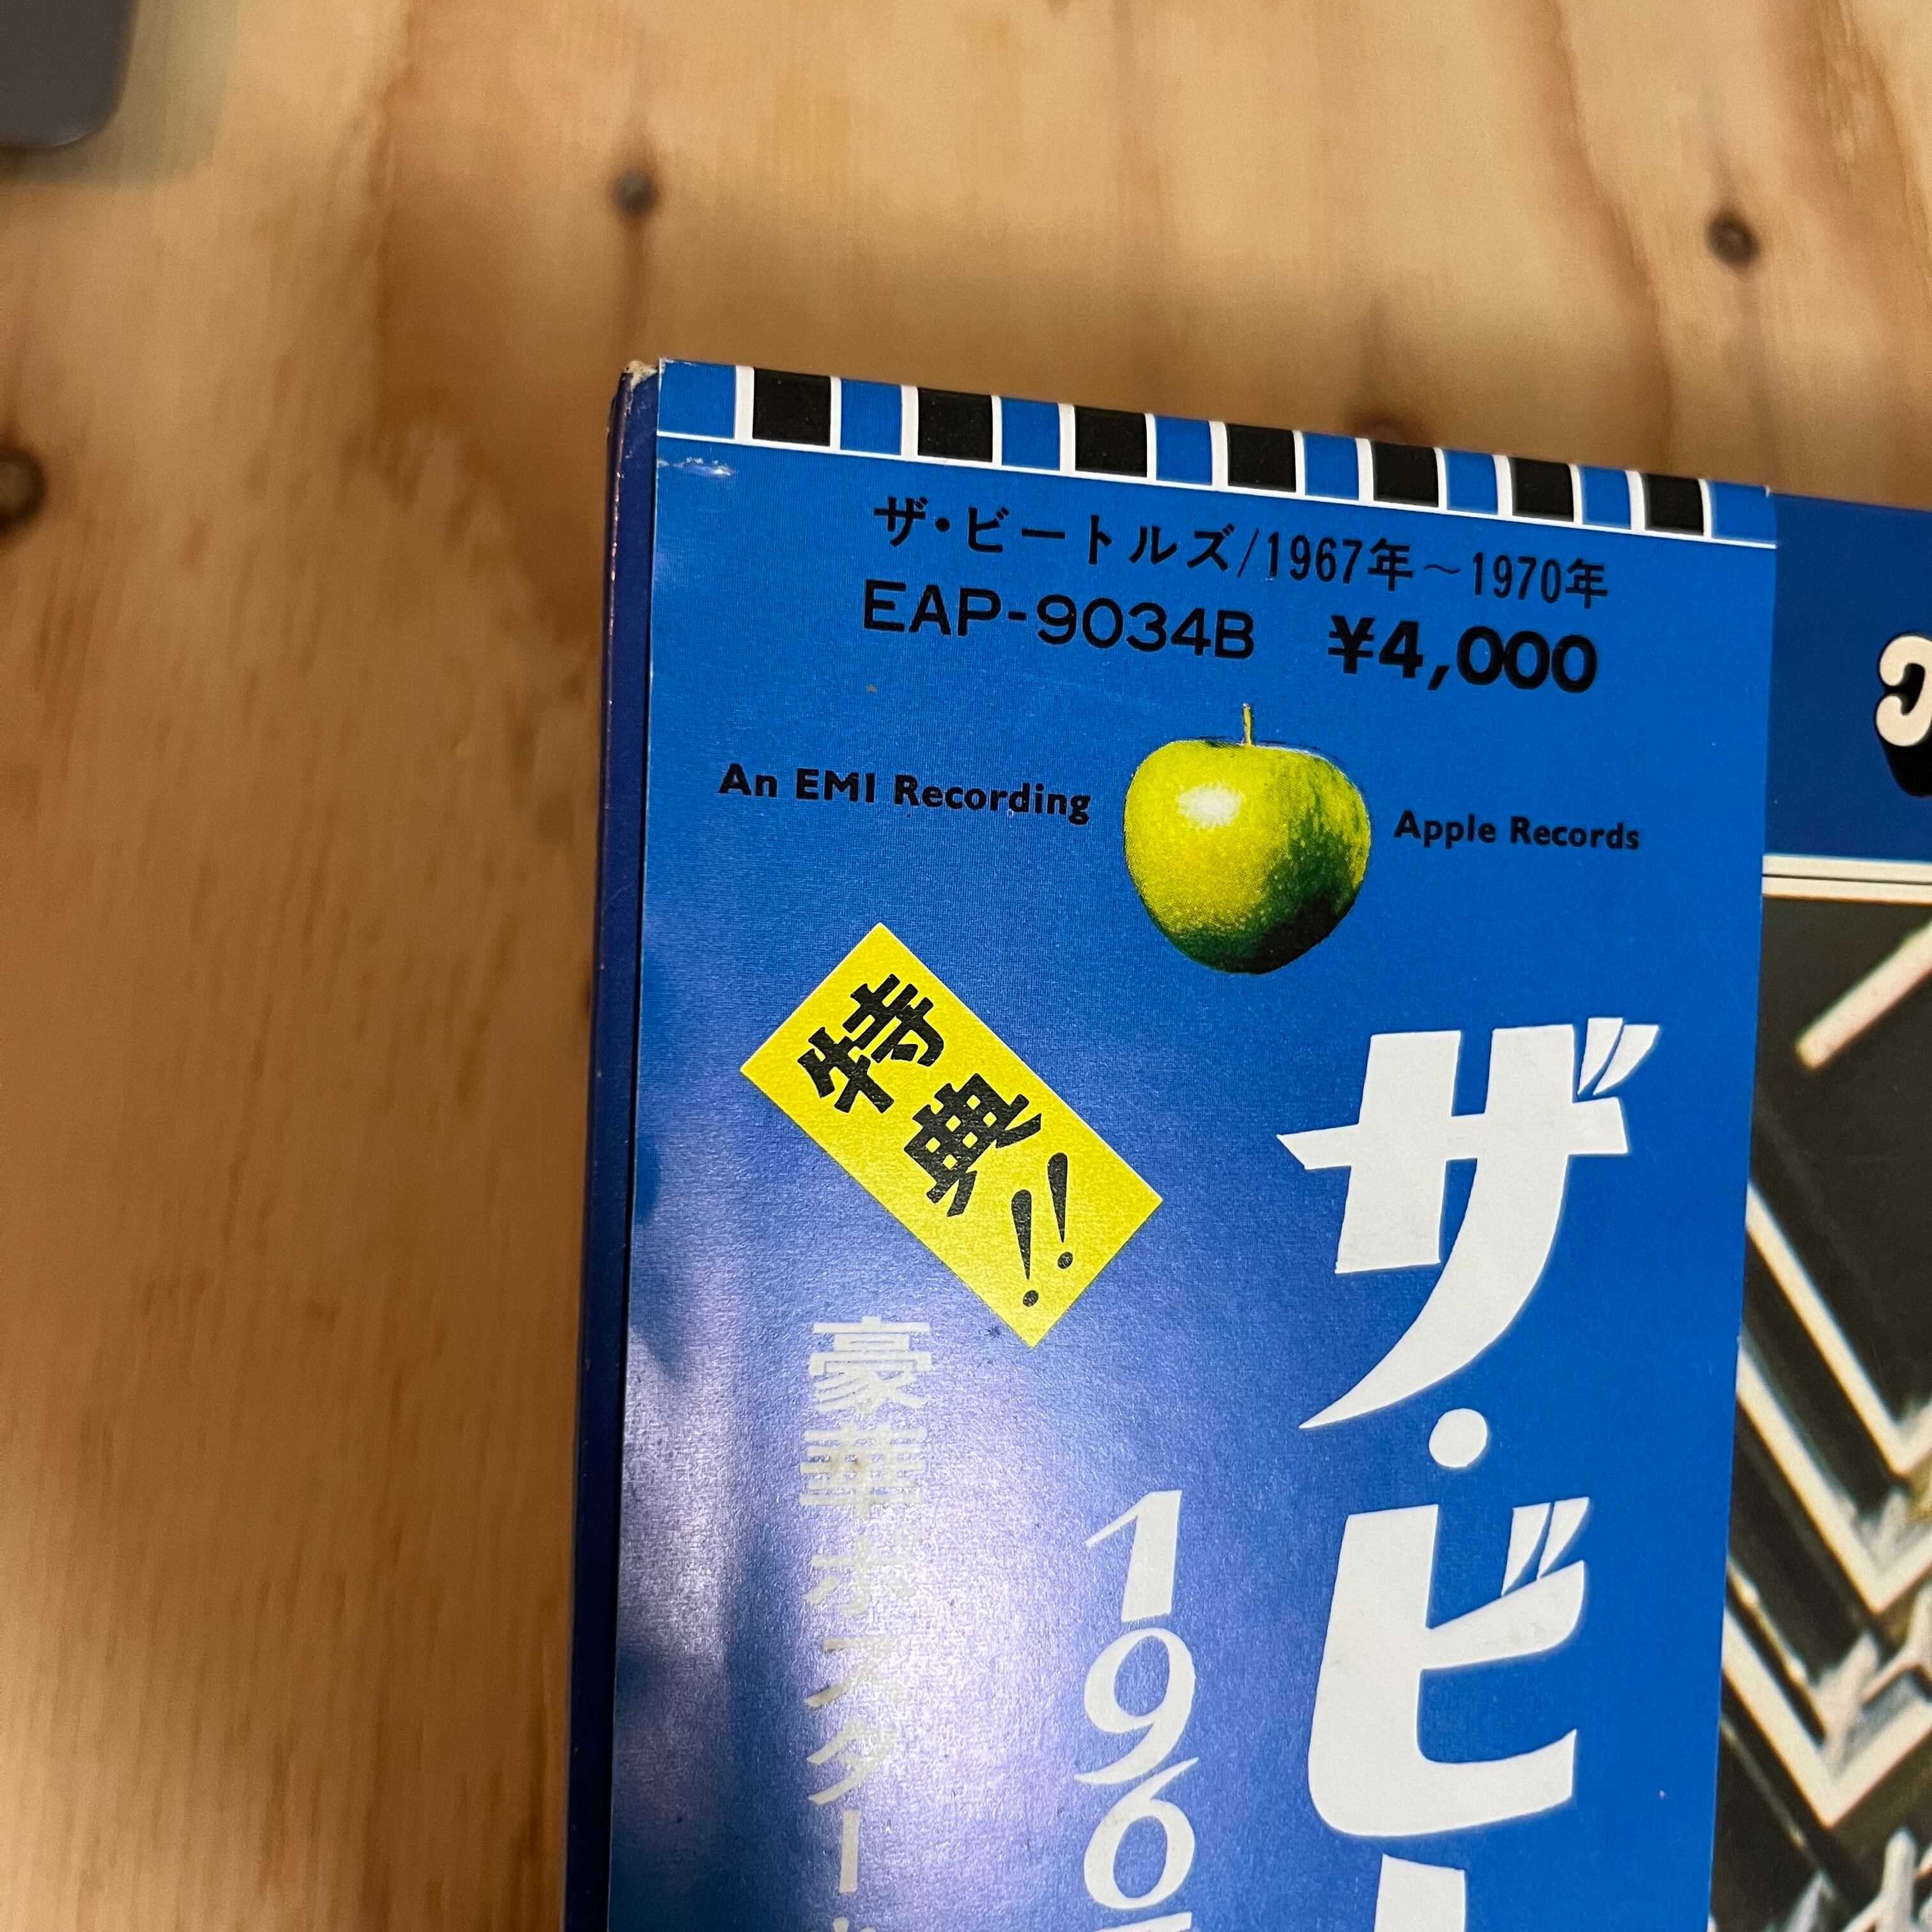 ザ・ビートルズ/1967年～1970年
EAP-9034B ¥4,000
An EMI Recording
Apple Records
特典!!
ザ・ビー
196
豪華ポスター